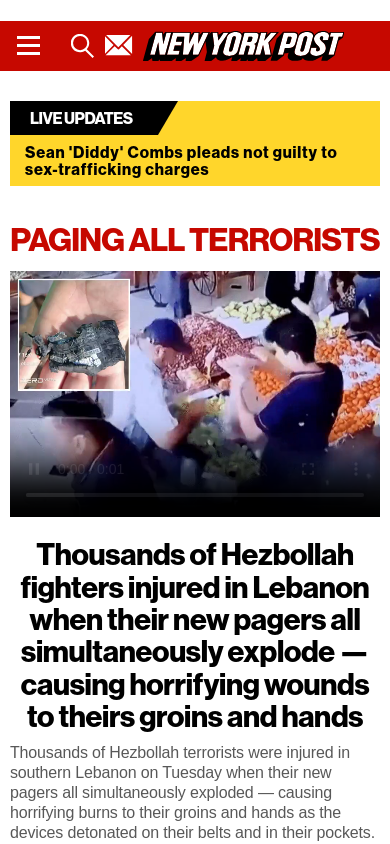 NEW YORK POST
LIVE UPDATES
Sean 'Diddy' Combs pleads not guilty to
sex-trafficking charges
PAGING ALL TERRORISTS
0:00 / 0:01
Thousands of Hezbollah
fighters injured in Lebanon
when their new pagers all
simultaneously explode —
causing horrifying wounds
to theirs groins and hands
Thousands of Hezbollah terrorists were injured in
southern Lebanon on Tuesday when their new
pagers all simultaneously exploded — causing
horrifying burns to their groins and hands as the
devices detonated on their belts and in their pockets.